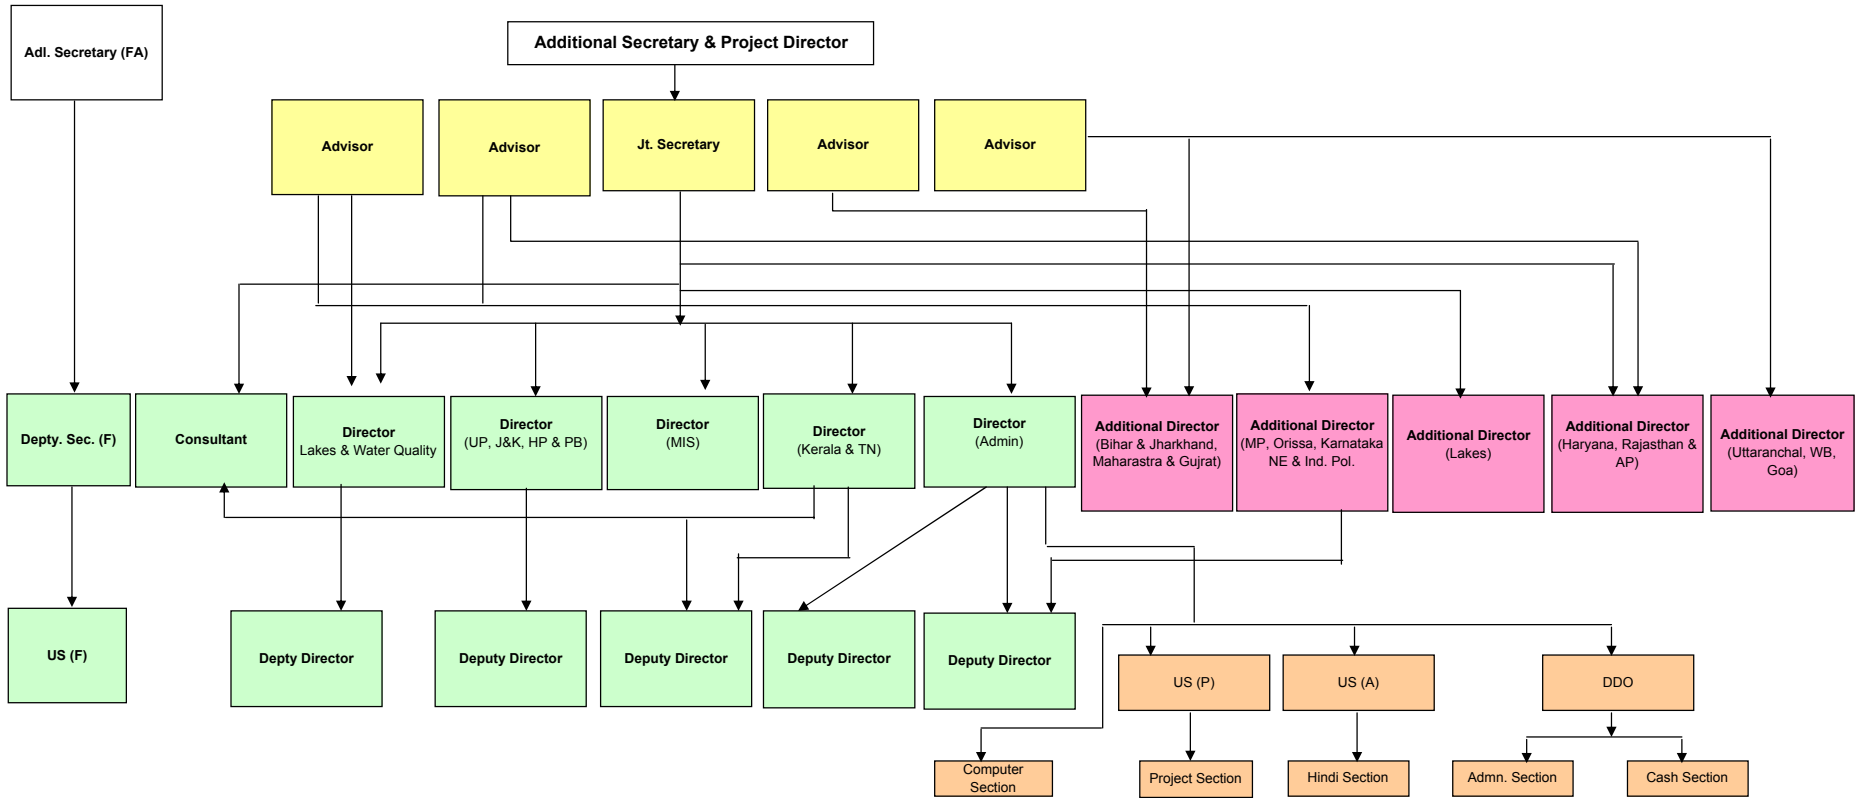 Adl. Secretary (FA)
Additional Secretary & Project Director
Advisor
Advisor
Jt. Secretary
Advisor
Advisor
Depty. Sec. (F)
Consultant
Director
Lakes & Water Quality
Director
(UP, J&K, HP & PB)
Director
(MIS)
Director
(Kerala & TN)
Director
(Admin)
Additional Director
(Bihar & Jharkhand,
Maharastra & Gujrat)
Additional Director
(MP, Orissa, Karnataka
NE & Ind. Pol.
Additional Director
(Lakes)
Additional Director
(Haryana, Rajasthan &
AP)
Additional Director
(Uttaranchal, WB,
Goa)
US (F)
Depty Director
Deputy Director
Deputy Director
Deputy Director
Deputy Director
US (P)
US (A)
DDO
Computer
Section
Project Section
Hindi Section
Admn. Section
Cash Section